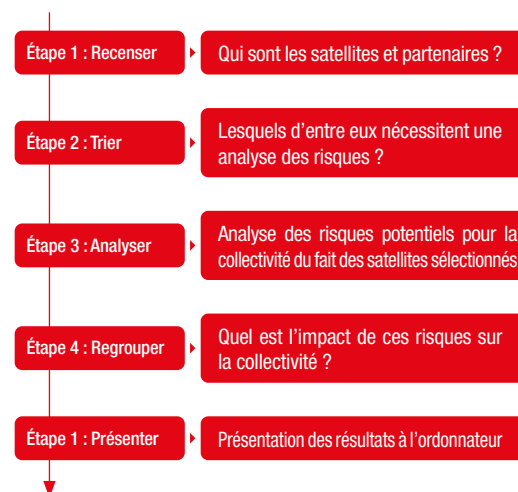 Étape 1 : Recenser
Qui sont les satellites et partenaires ?
Étape 2 : Trier
Lesquels d'entre eux nécessitent une
analyse des risques ?
Étape 3 : Analyser
Analyse des risques potentiels pour la
collectivité du fait des satellites sélectionnés
Étape 4 : Regrouper
Quel est l'impact de ces risques sur
la collectivité ?
Étape 1 : Présenter
Présentation des résultats à l'ordonnateur